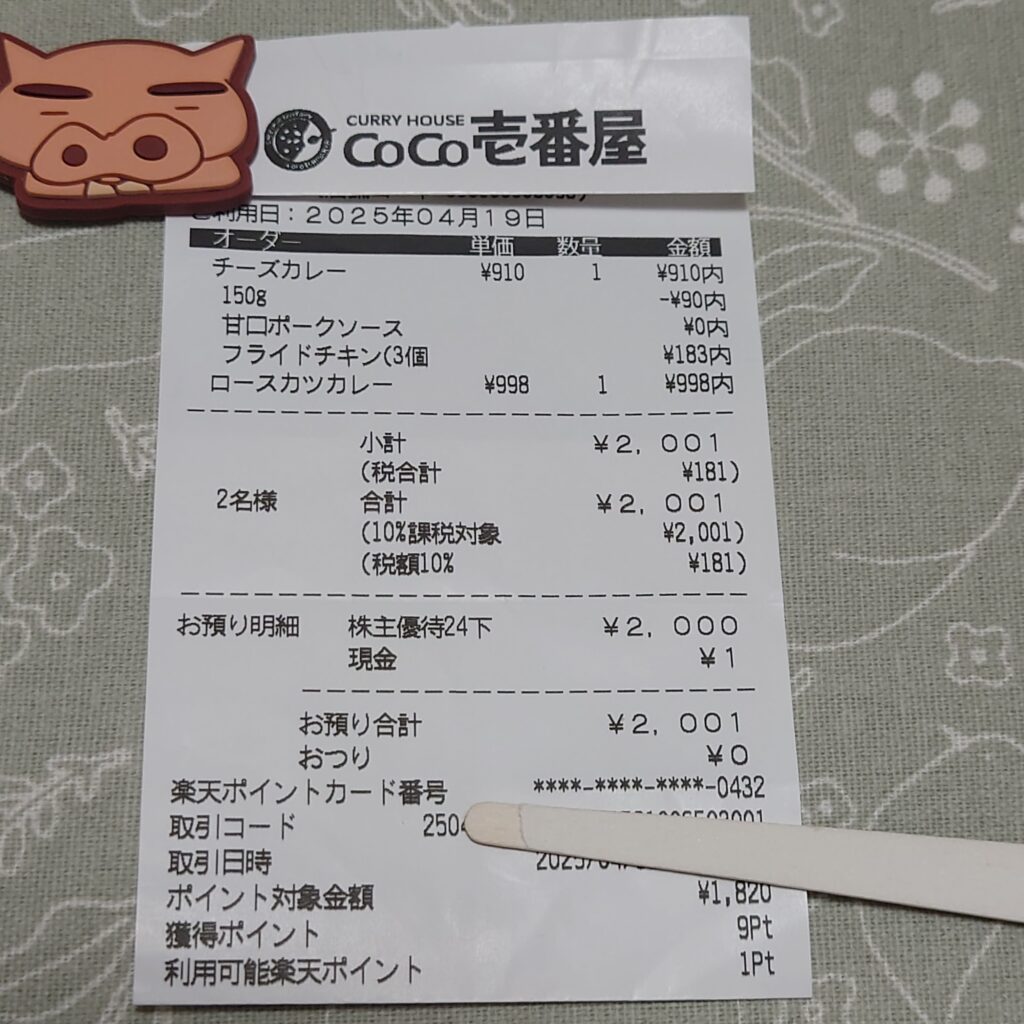 CURRY HOUSE
CoCo壱番屋
ご利用日：２０２５年０４月１９日
オーダー 単価 数量 金額
チーズカレー ¥910 1 ¥910内
150g -¥90内
甘口ポークソース ¥0内
フライドチキン(3個 ¥183内
ロースカツカレー ¥998 1 ¥998内
小計 ￥２，００１
(税合計 ¥181)
2名様 合計 ￥２，００１
(10%課税対象 ¥2,001)
(税額10% ¥181)
お預り明細 株主優待24下 ￥２，０００
現金 ￥１
お預り合計 ￥２，００１
おつり ￥０
楽天ポイントカード番号 ****-****-****-0432
取引コード 250
取引日時
ポイント対象金額 ¥1,820
獲得ポイント 9Pt
利用可能楽天ポイント 1Pt